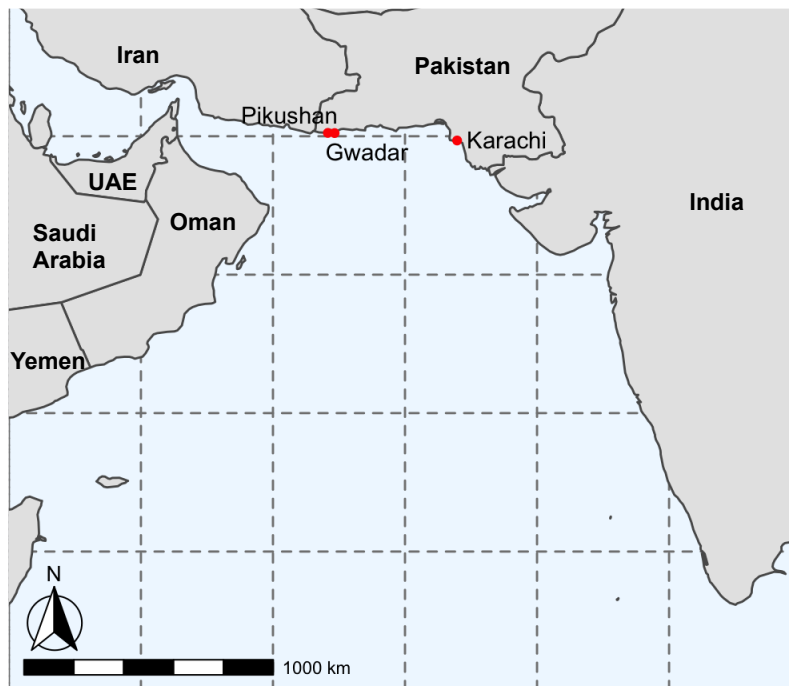 Iran
Pakistan
Pikushan
Karachi
Gwadar
UAE
Oman
India
Saudi
Arabia
Yemen
N
1000 km